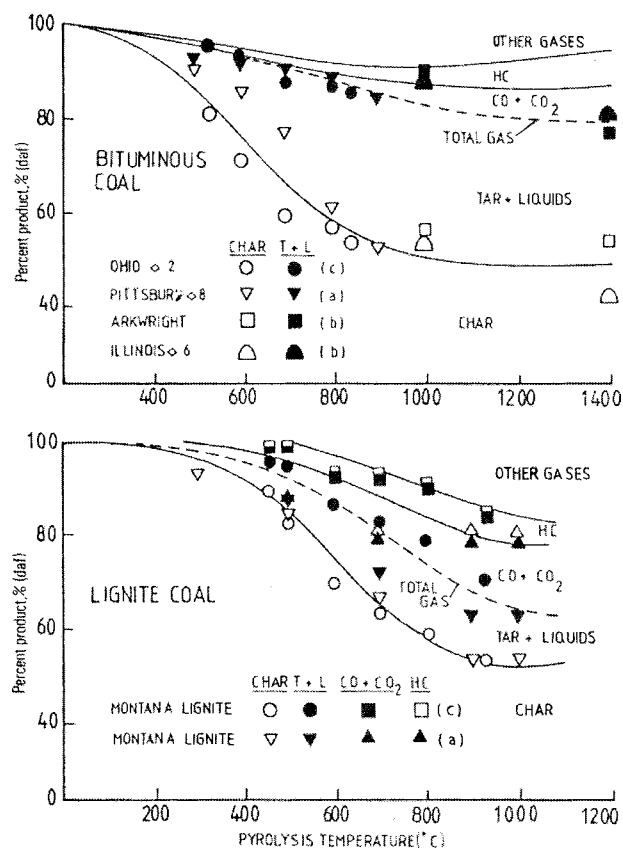 100
80
60
40
0
Percent product,% (daf)
OTHER GASES
HC
CO + CO2
TOTAL GAS
BITUMINOUS
COAL
TAR + LIQUIDS
CHAR T + L
OHIO ◇ 2 (c)
PITTSBURY ◇ 8 (a)
ARKWRIGHT (b)
ILLINOIS ◇ 6 (b)
CHAR
400 600 800 1000 1200 1400
100
80
60
40
0
Percent product,% (daf)
OTHER GASES
HC
CO + CO2
TOTAL
GAS
LIGNITE COAL
TAR + LIQUIDS
CHAR T + L CO + CO2 HC
MONTANA LIGNITE (c)
MONTANA LIGNITE (a)
CHAR
0 200 400 600 800 1000 1200
PYROLYSIS TEMPERATURE(°C)